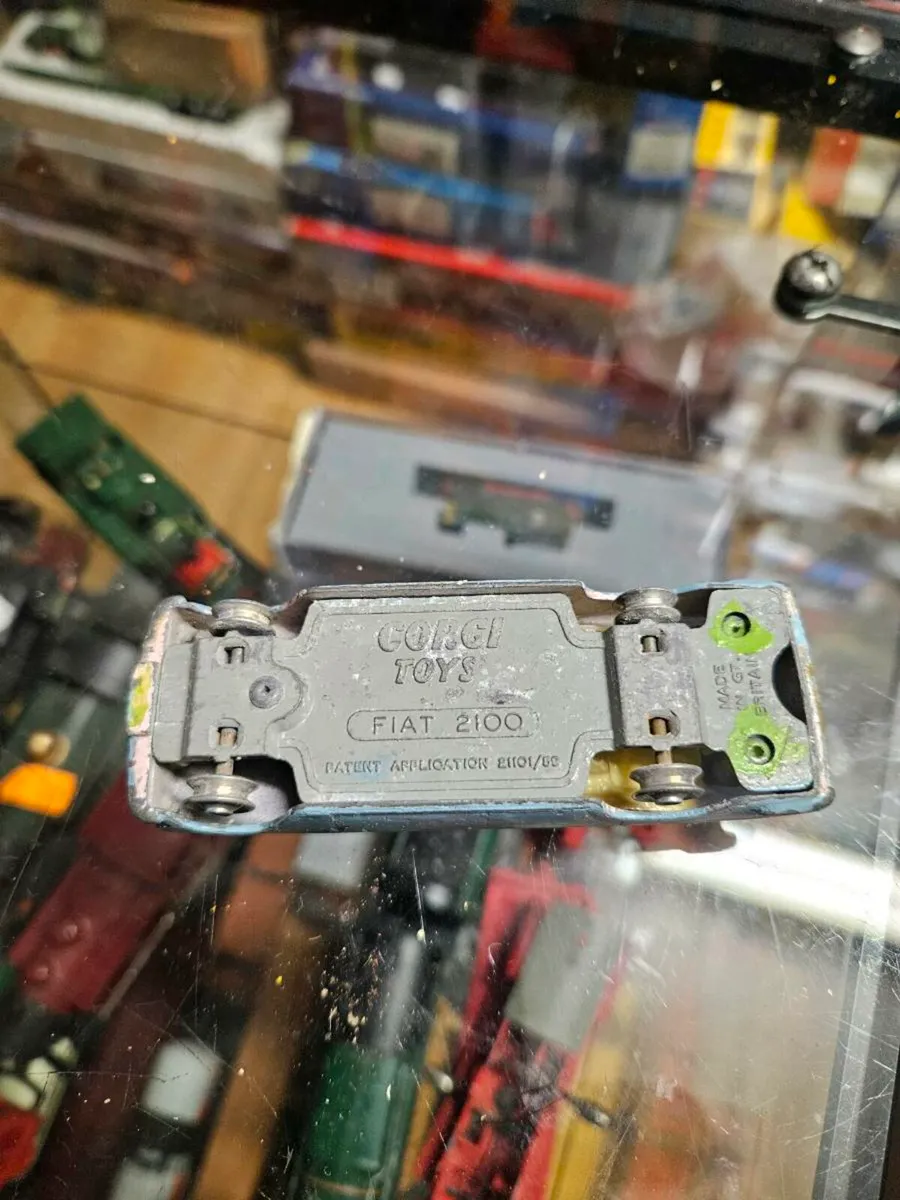 CORGI
TOYS
FIAT 2100
PATENT APPLICATION 21101/58
MADE
IN GT.
BRITAIN